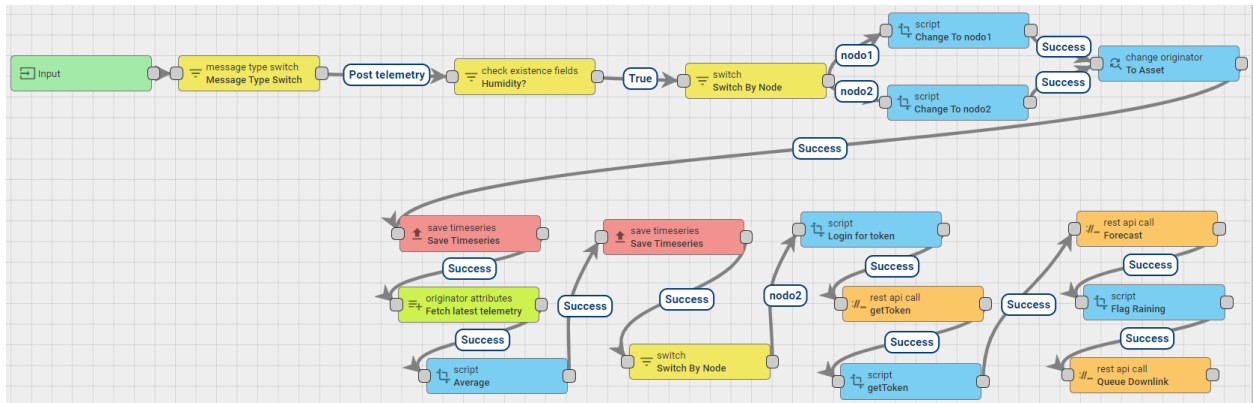 Input
message type switch
Message Type Switch
Post telemetry
check existence fields
Humidity?
True
switch
Switch By Node
nodo1
nodo2
script
Change To nodo1
script
Change To nodo2
Success
Success
change originator
To Asset
Success
save timeseries
Save Timeseries
Success
originator attributes
Fetch latest telemetry
Success
script
Average
Success
save timeseries
Save Timeseries
Success
switch
Switch By Node
nodo2
script
Login for token
Success
rest api call
getToken
Success
script
getToken
Success
rest api call
Forecast
Success
script
Flag Raining
Success
rest api call
Queue Downlink